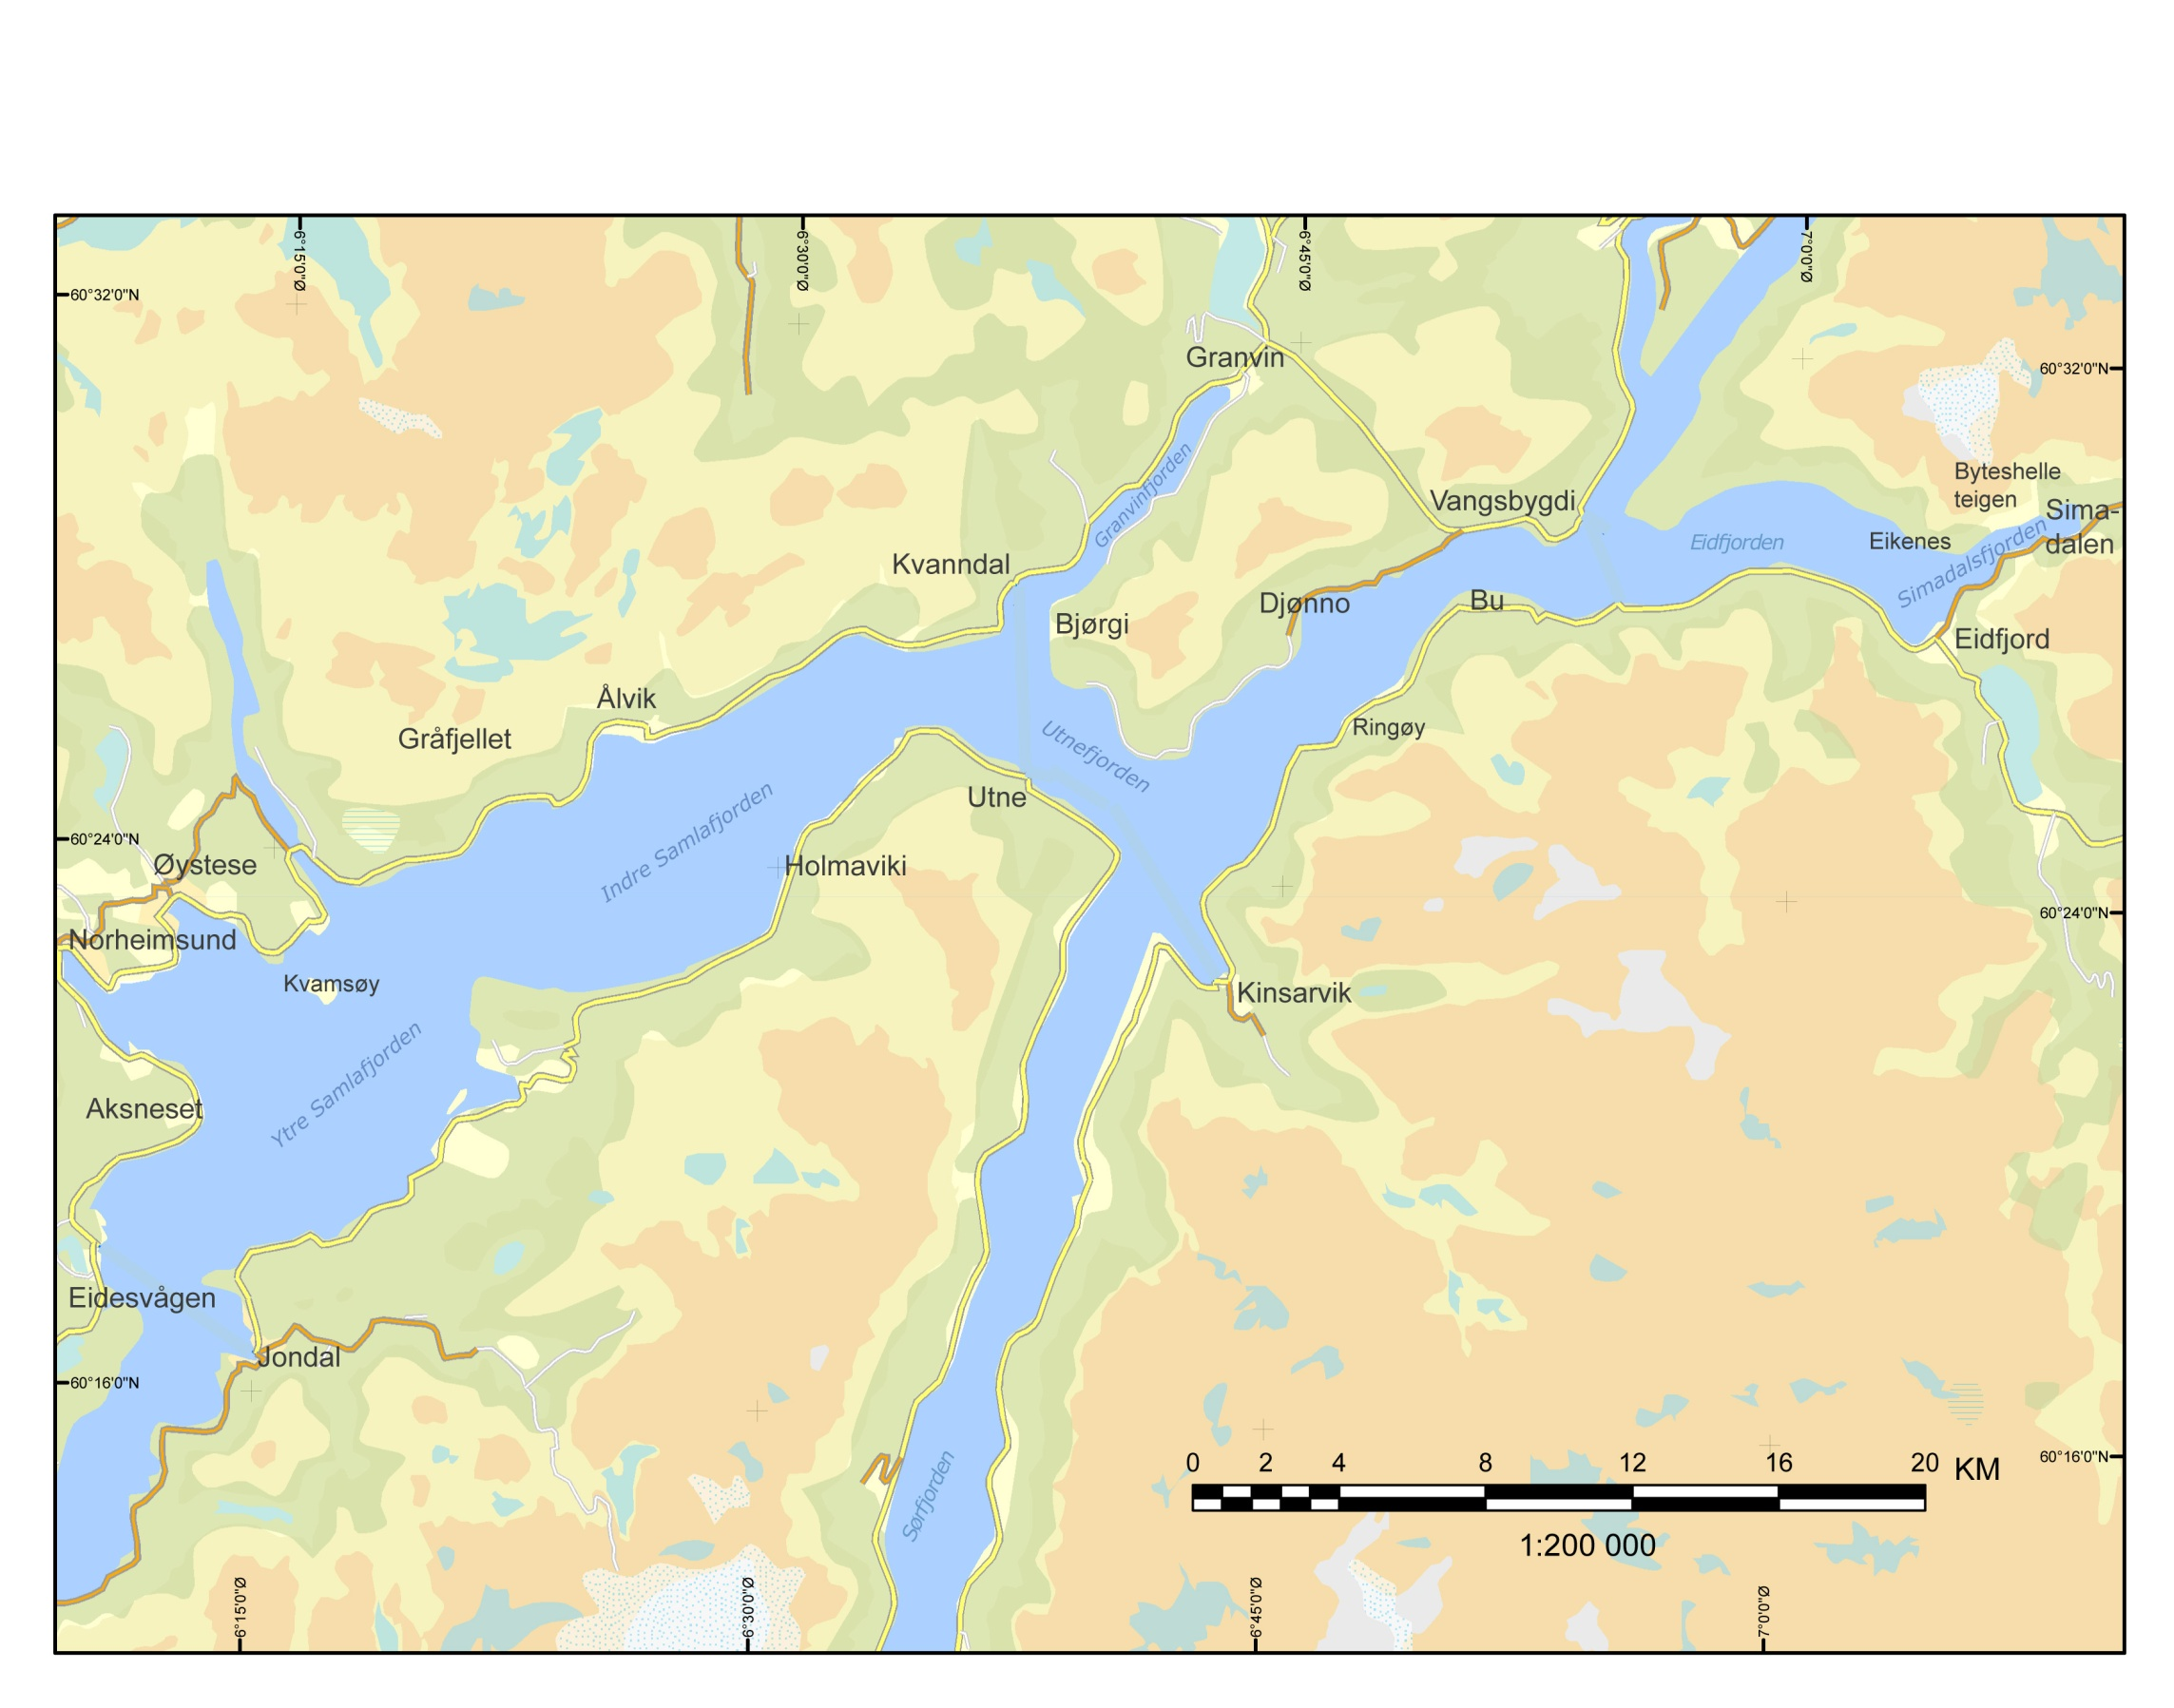 6°15'0"Ø
6°30'0"Ø
6°45'0"Ø
7°0'0"Ø
60°32'0"N
60°32'0"N
Granvin
Granvinfjorden
Byteshelle
teigen
Vangsbygdi
Sima-
dalen
Eidfjorden
Eikenes
Simadalsfjorden
Kvanndal
Bjørgi
Djønno
Bu
Eidfjord
Ålvik
Gråfjellet
Utnefjorden
Ringøy
Utne
Indre Samlafjorden
60°24'0"N
Øystese
Holmaviki
60°24'0"N
Norheimsund
Kvamsøy
Kinsarvik
Ytre Samlafjorden
Aksneset
Eidesvågen
Jondal
60°16'0"N
60°16'0"N
Sørfjorden
0 2 4 8 12 16 20 KM
1:200 000
6°15'0"Ø
6°30'0"Ø
6°45'0"Ø
7°0'0"Ø